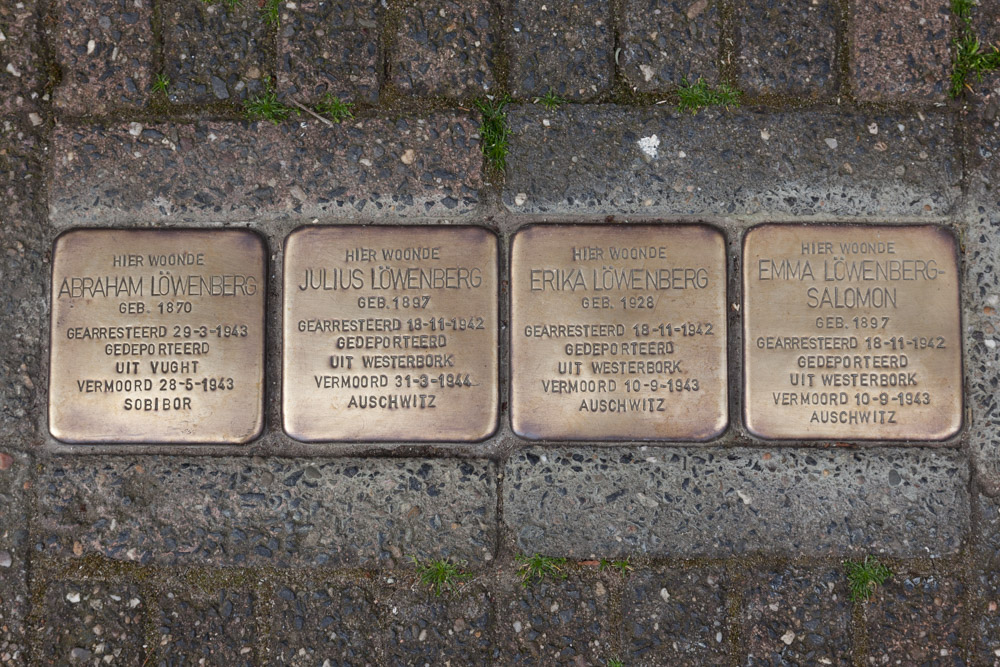 HIER WOONDE
ABRAHAM LÖWENBERG
GEB. 1870
GEARRESTEERD 29-3-1943
GEDEPORTEERD
UIT VUGHT
VERMOORD 28-5-1943
SOBIBOR
HIER WOONDE
JULIUS LÖWENBERG
GEB. 1897
GEARRESTEERD 18-11-1942
GEDEPORTEERD
UIT WESTERBORK
VERMOORD 31-3-1944
AUSCHWITZ
HIER WOONDE
ERIKA LÖWENBERG
GEB. 1928
GEARRESTEERD 18-11-1942
GEDEPORTEERD
UIT WESTERBORK
VERMOORD 10-9-1943
AUSCHWITZ
HIER WOONDE
EMMA LÖWENBERG-
SALOMON
GEB. 1897
GEARRESTEERD 18-11-1942
GEDEPORTEERD
UIT WESTERBORK
VERMOORD 10-9-1943
AUSCHWITZ